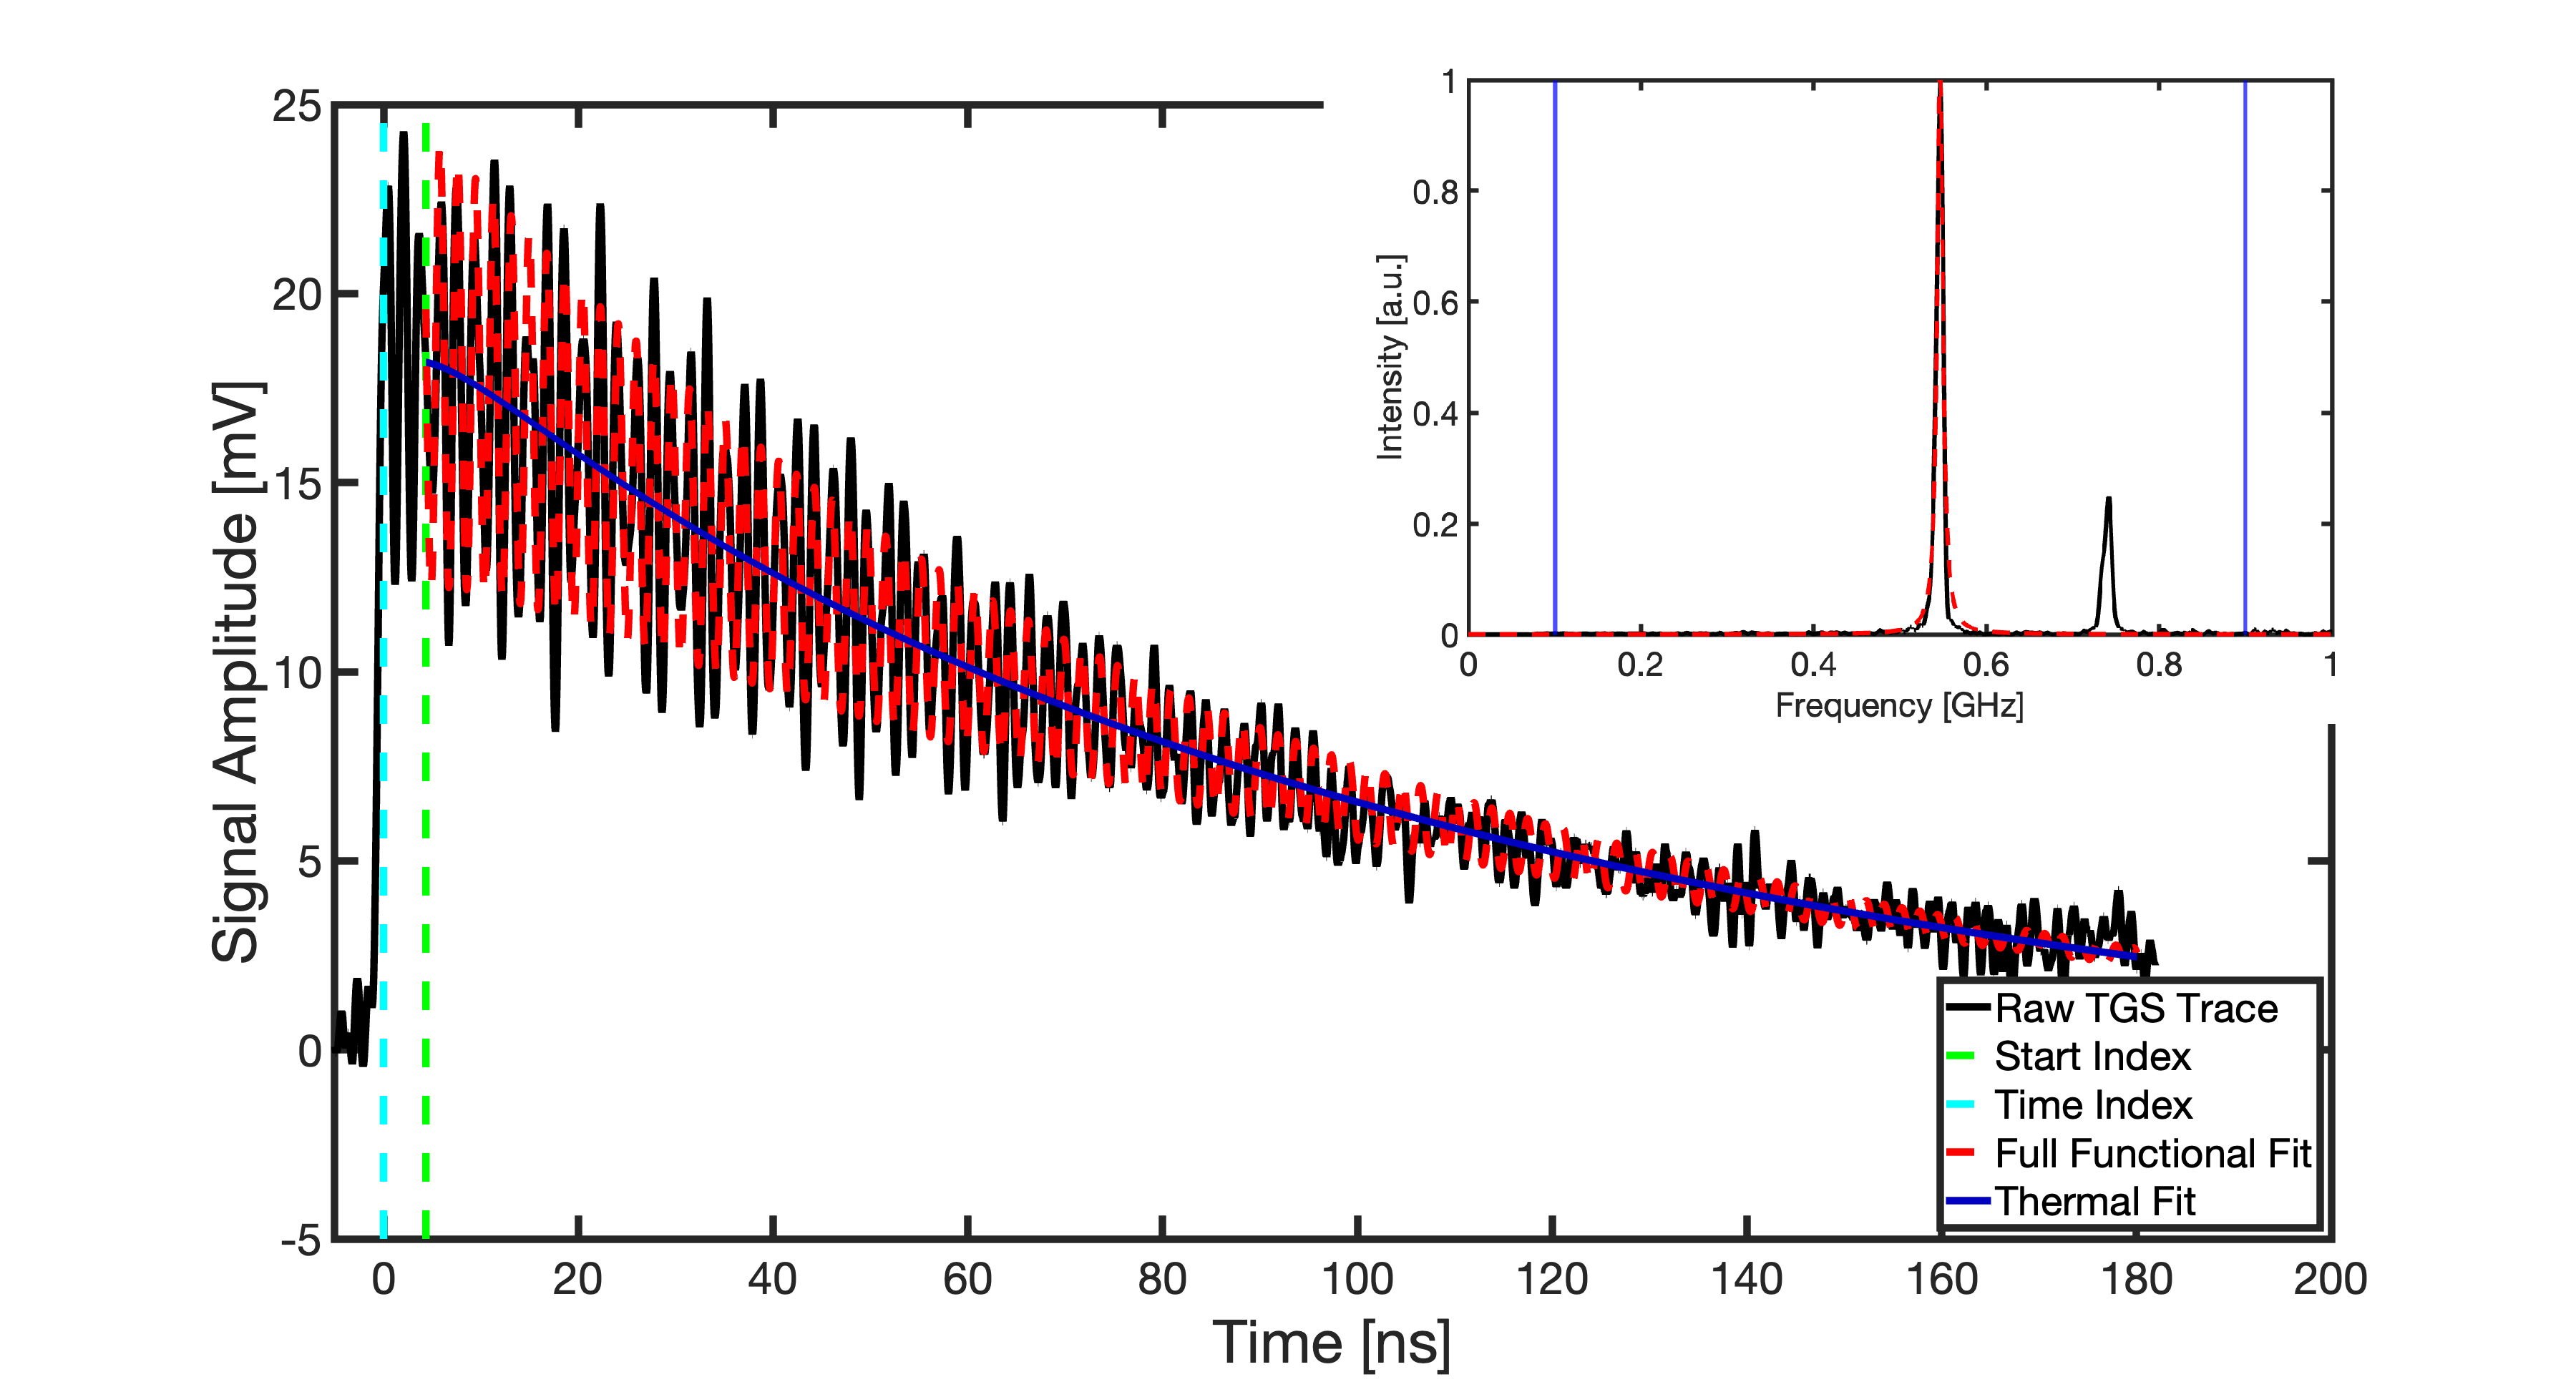 25
20
15
10
5
0
-5
Signal Amplitude [mV]
0 20 40 60 80 100 120 140 160 180 200
Time [ns]
1
0.8
0.6
0.4
0.2
0
Intensity [a.u.]
0 0.2 0.4 0.6 0.8 1
Frequency [GHz]
Raw TGS Trace
Start Index
Time Index
Full Functional Fit
Thermal Fit